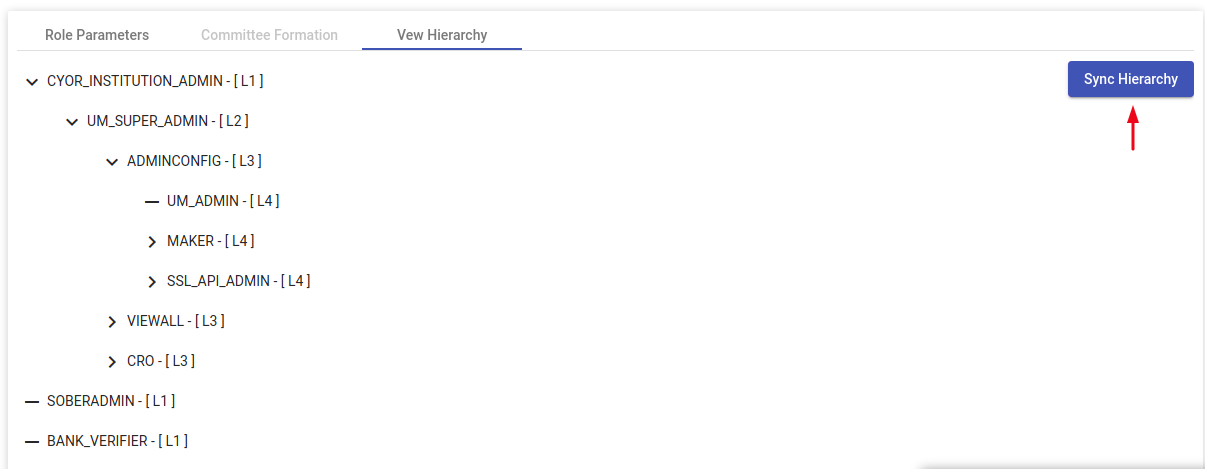 Role Parameters Committee Formation Vew Hierarchy
CYOR_INSTITUTION_ADMIN - [ L1 ] Sync Hierarchy
UM_SUPER_ADMIN - [ L2 ]
ADMINCONFIG - [ L3 ]
UM_ADMIN - [ L4 ]
MAKER - [ L4 ]
SSL_API_ADMIN - [ L4 ]
VIEWALL - [ L3 ]
CRO - [ L3 ]
SOBERADMIN - [ L1 ]
BANK_VERIFIER - [ L1 ]